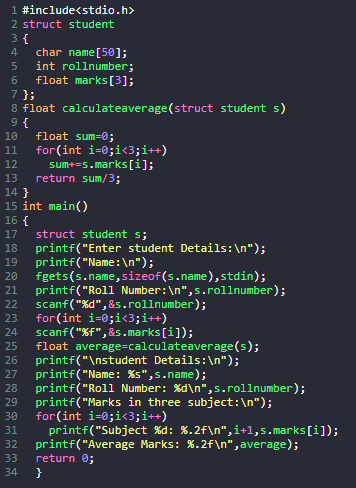 1 #include<stdio.h>
2 struct student
3 {
4 char name[50];
5 int rollnumber;
6 float marks[3];
7 };
8 float calculateaverage(struct student s)
9 {
10 float sum=0;
11 for(int i=0;i<3;i++)
12 sum+=s.marks[i];
13 return sum/3;
14 }
15 int main()
16 {
17 struct student s;
18 printf("Enter student Details:\n");
19 printf("Name:\n");
20 fgets(s.name,sizeof(s.name),stdin);
21 printf("Roll Number:\n",s.rollnumber);
22 scanf("%d",&s.rollnumber);
23 for(int i=0;i<3;i++)
24 scanf("%f",&s.marks[i]);
25 float average=calculateaverage(s);
26 printf("\nstudent Details:\n");
27 printf("Name: %s",s.name);
28 printf("Roll Number: %d\n",s.rollnumber);
29 printf("Marks in three subject:\n");
30 for(int i=0;i<3;i++)
31 printf("Subject %d: %.2f\n",i+1,s.marks[i]);
32 printf("Average Marks: %.2f\n",average);
33 return 0;
34 }